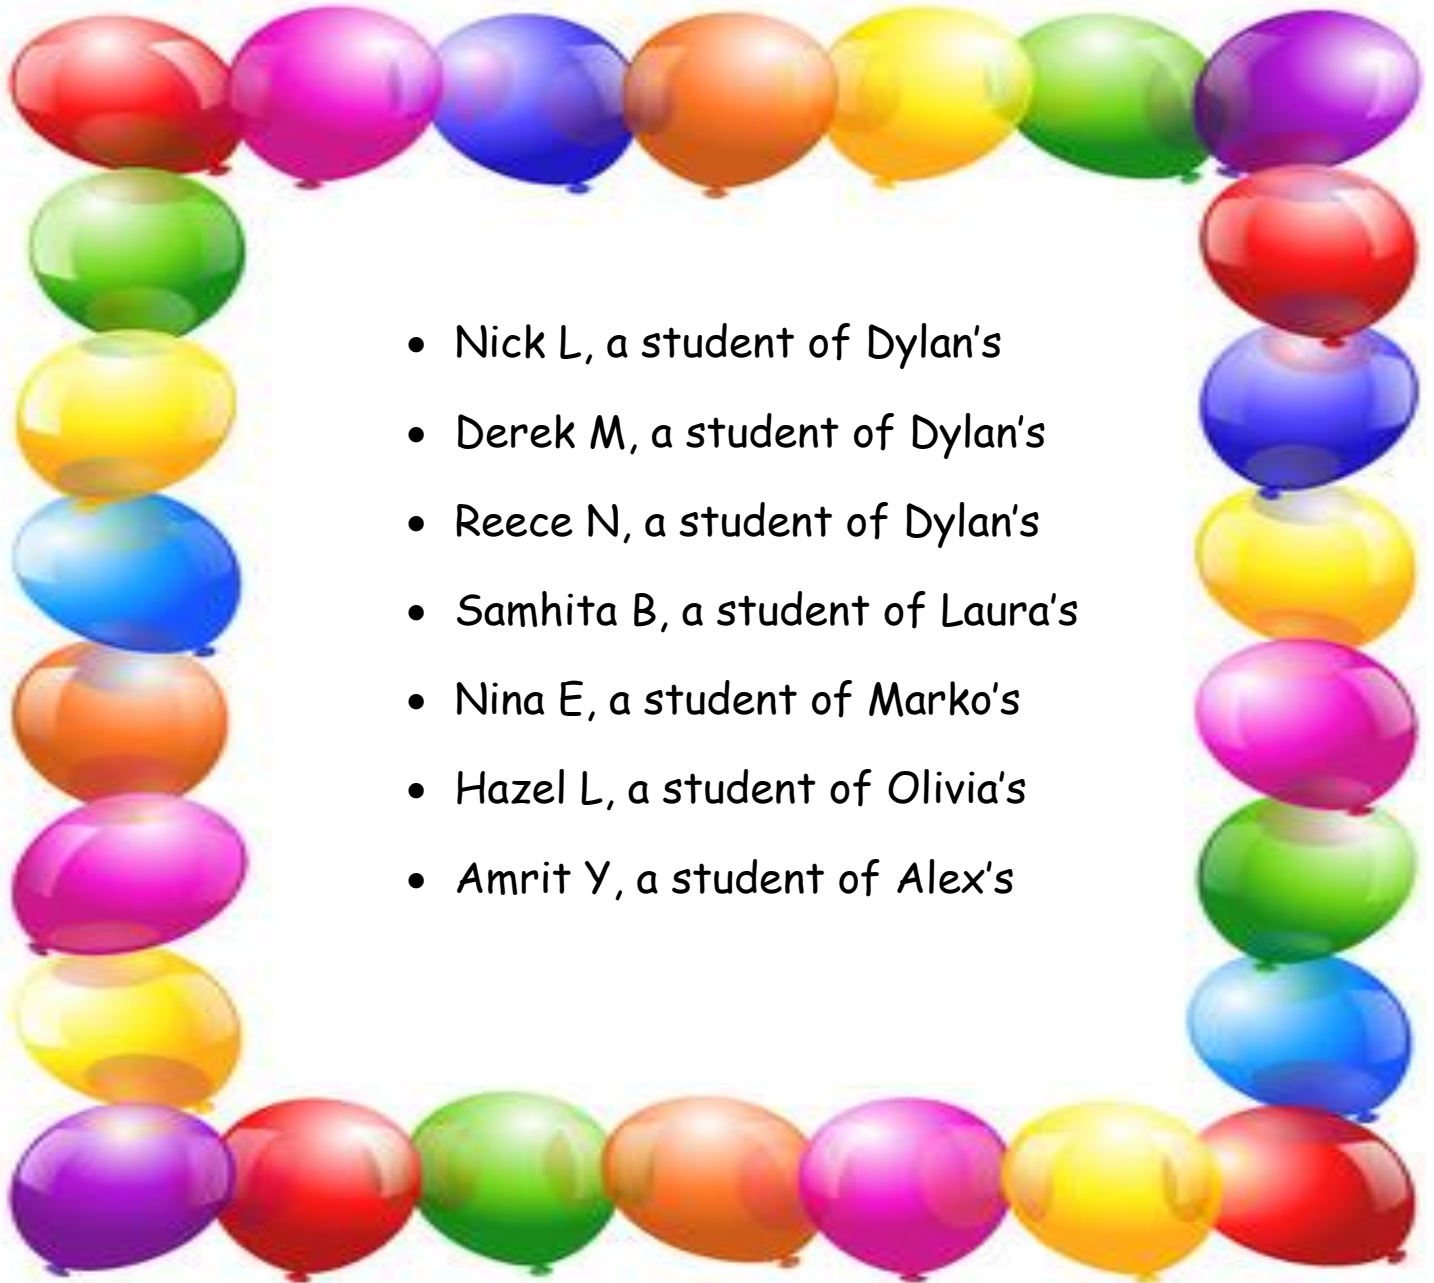 • Nick L, a student of Dylan’s
• Derek M, a student of Dylan’s
• Reece N, a student of Dylan’s
• Samhita B, a student of Laura’s
• Nina E, a student of Marko’s
• Hazel L, a student of Olivia’s
• Amrit Y, a student of Alex’s